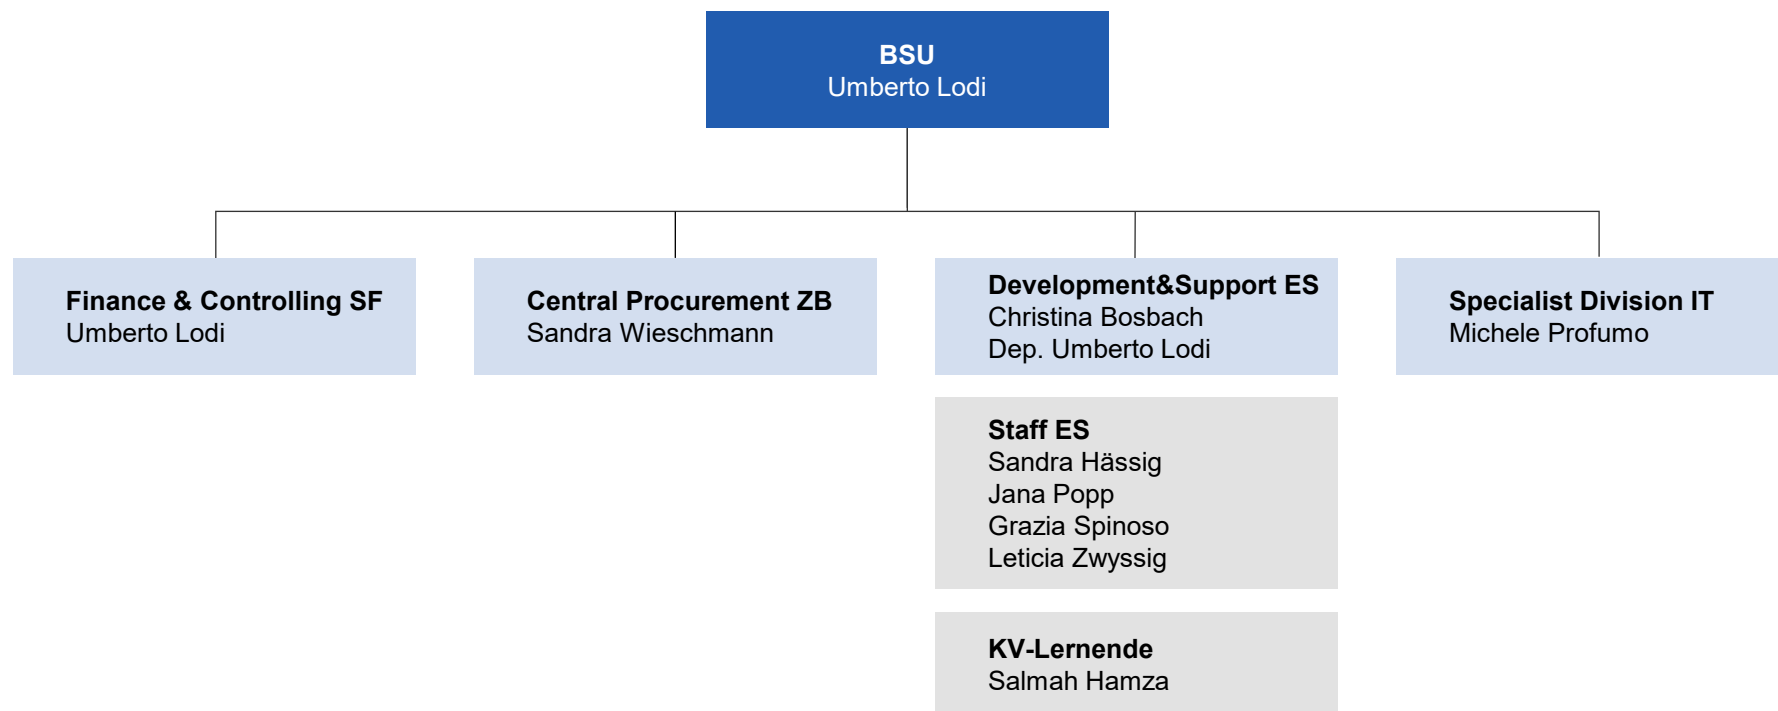 BSU
Umberto Lodi
Finance & Controlling SF
Umberto Lodi
Central Procurement ZB
Sandra Wieschmann
Development&Support ES
Christina Bosbach
Dep. Umberto Lodi
Specialist Division IT
Michele Profumo
Staff ES
Sandra Hässig
Jana Popp
Grazia Spinoso
Leticia Zwyssig
KV-Lernende
Salmah Hamza